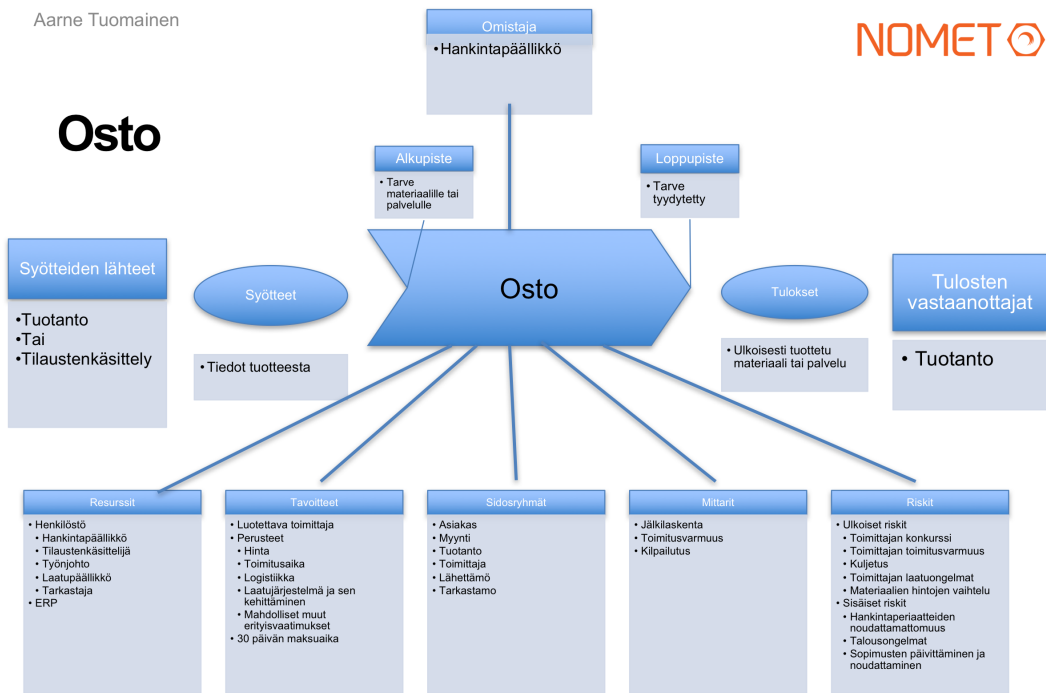 Aarne Tuomainen
NOMET
Osto
Omistaja
•Hankintapäällikkö
Alkupiste
• Tarve
materiaalille tai
palvelulle
Loppupiste
• Tarve
tyydytetty
Syötteiden lähteet
•Tuotanto
•Tai
•Tilaustenkäsittely
Syötteet
• Tiedot tuotteesta
Osto
Tulokset
• Ulkoisesti tuottetu
materiaali tai palvelu
Tulosten
vastaanottajat
• Tuotanto
Resurssit
• Henkilöstö
• Hankintapäällikkö
• Tilaustenkäsittelijä
• Työnjohto
• Laatupäällikkö
• Tarkastaja
• ERP
Tavoitteet
• Luotettava toimittaja
• Perusteet
• Hinta
• Toimitusaika
• Logistiikka
• Laatujärjestelmä ja sen
kehittäminen
• Mahdolliset muut
erityisvaatimukset
• 30 päivän maksuaika
Sidosryhmät
• Asiakas
• Myynti
• Tuotanto
• Toimittaja
• Lähettämö
• Tarkastamo
Mittarit
• Jälkilaskenta
• Toimitusvarmuus
• Kilpailutus
Riskit
• Ulkoiset riskit
• Toimittajan konkurssi
• Toimittajan toimitusvarmuus
• Kuljetus
• Toimittajan laatuongelmat
• Materiaalien hintojen vaihtelu
• Sisäiset riskit
• Hankintaperiaatteiden
noudattamattomuus
• Talousongelmat
• Sopimusten päivittäminen ja
noudattaminen